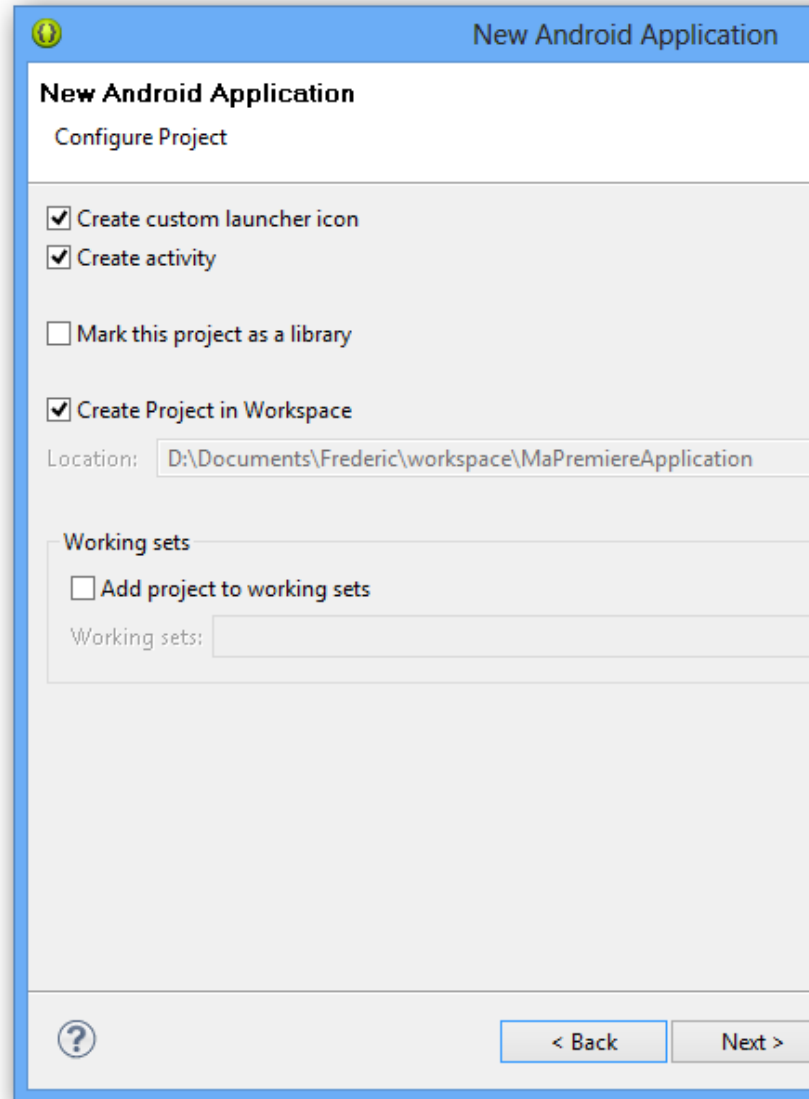 New Android Application
New Android Application
Configure Project
Create custom launcher icon
Create activity
Mark this project as a library
Create Project in Workspace
Location: D:\Documents\Frederic\workspace\MaPremiereApplication
Working sets
Add project to working sets
Working sets:
< Back Next >